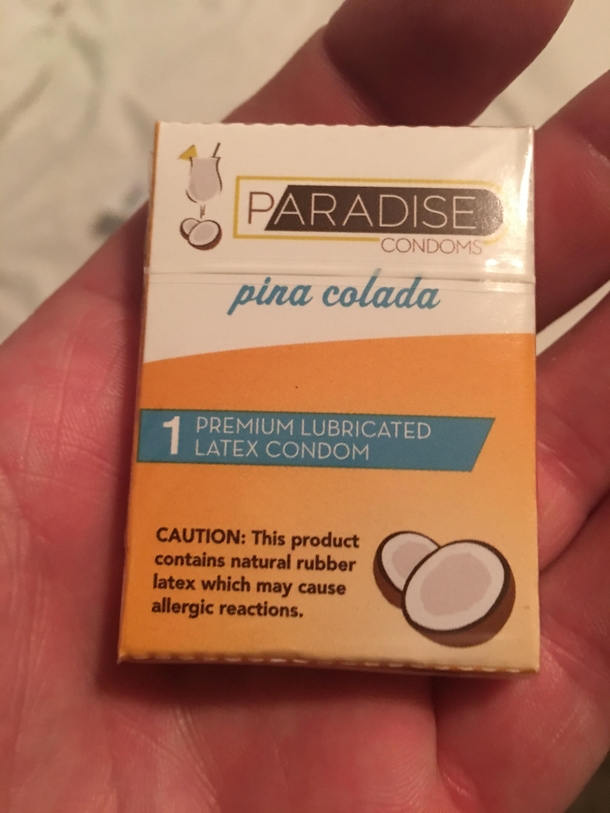 PARADISE
CONDOMS
pina colada
1 PREMIUM LUBRICATED
LATEX CONDOM
CAUTION: This product
contains natural rubber
latex which may cause
allergic reactions.